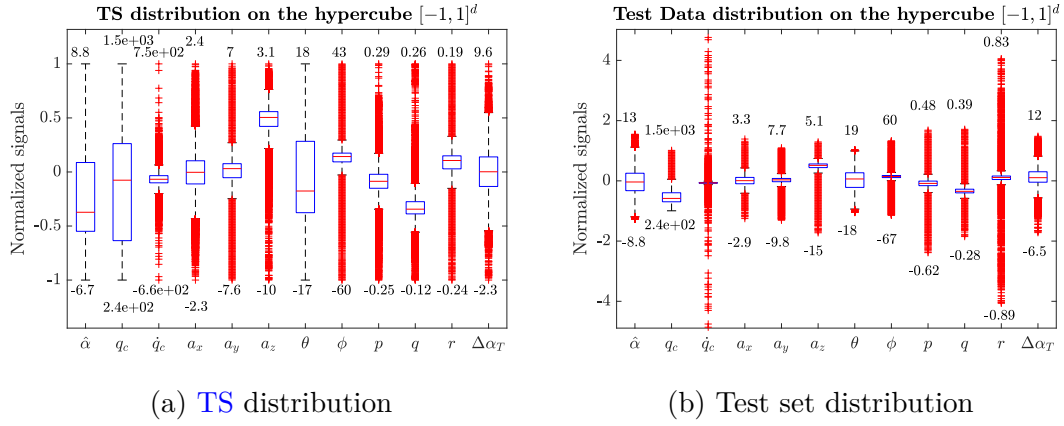 TS distribution on the hypercube [−1, 1]^d
8.8 1.5e+03 7.5e+02 2.4 7 3.1 18 43 0.29 0.26 0.19 9.6
1
0.5
0
-0.5
-1
Normalized signals
-6.7 2.4e+02 -6.6e+02 -2.3 -7.6 -10 -17 -60 -0.25 -0.12 -0.24 -2.3
α̂ q_c q̇_c a_x a_y a_z θ ϕ p q r Δα_T
(a) TS distribution
Test Data distribution on the hypercube [−1, 1]^d
13 1.5e+03 3.3 7.7 5.1 19 60 0.48 0.39 0.83 12
4
2
0
-2
-4
Normalized signals
-8.8 2.4e+02 -2.9 -9.8 -15 -18 -67 -0.62 -0.28 -0.89 -6.5
α̂ q_c q̇_c a_x a_y a_z θ ϕ p q r Δα_T
(b) Test set distribution